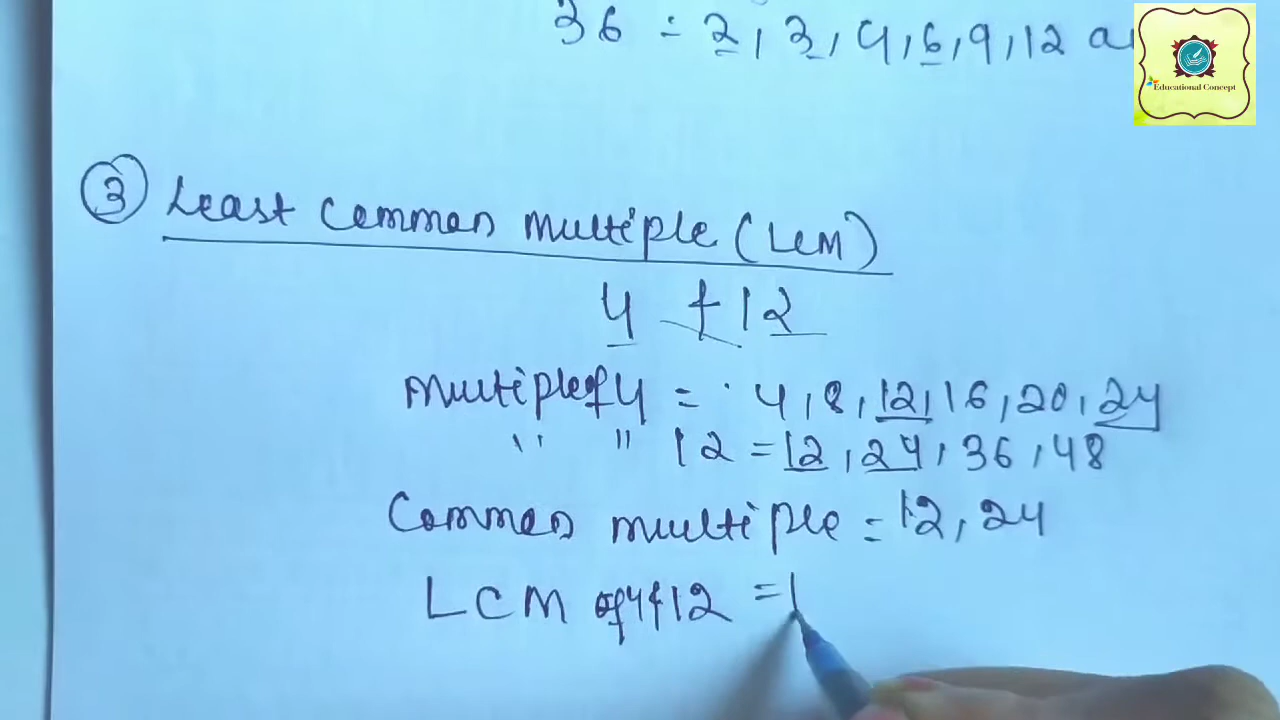 36 = 2, 3, 4, 6, 9, 12 a
Educational Concept
3 Least Common Multiple (LCM)
4 & 12
Multiple of 4 = 4, 8, 12, 16, 20, 24
" " 12 = 12, 24, 36, 48
Common multiple = 12, 24
LCM of 4 & 12 = 1